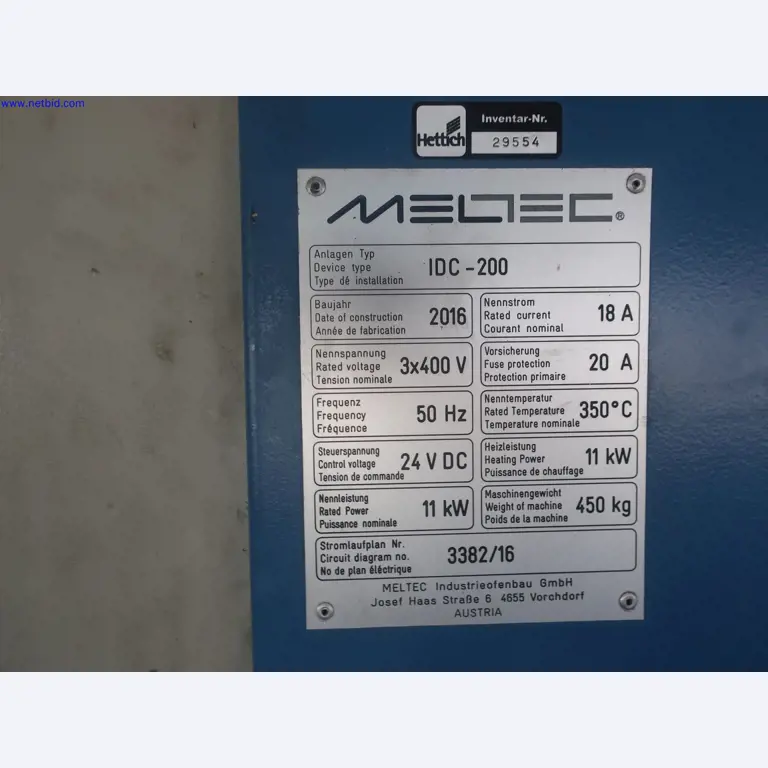 www.netbid.com
Hettich
Inventar-Nr.
29554
MELTEC®
Anlagen Typ
Device type
Type dé installation
IDC-200
Baujahr
Date of construction
Année de fabrication
2016
Nennstrom
Rated current
Courant nominal
18 A
Nennspannung
Rated voltage
Tension nominale
3x400 V
Vorsicherung
Fuse protection
Protection primaire
20 A
Frequenz
Frequency
Fréquence
50 Hz
Nenntemperatur
Rated Temperature
Temperature nominale
350°C
Steuerspannung
Control voltage
Tension de commande
24 V DC
Heizleistung
Heating Power
Puissance de chauffage
11 kW
Nennleistung
Rated Power
Puissance nominale
11 kW
Maschinengewicht
Weight of machine
Poids de la machine
450 kg
Stromlaufplan Nr.
Circuit diagram no.
No de plan éléctrique
3382/16
MELTEC Industrieofenbau GmbH
Josef Haas Straße 6 4655 Vorchdorf
AUSTRIA